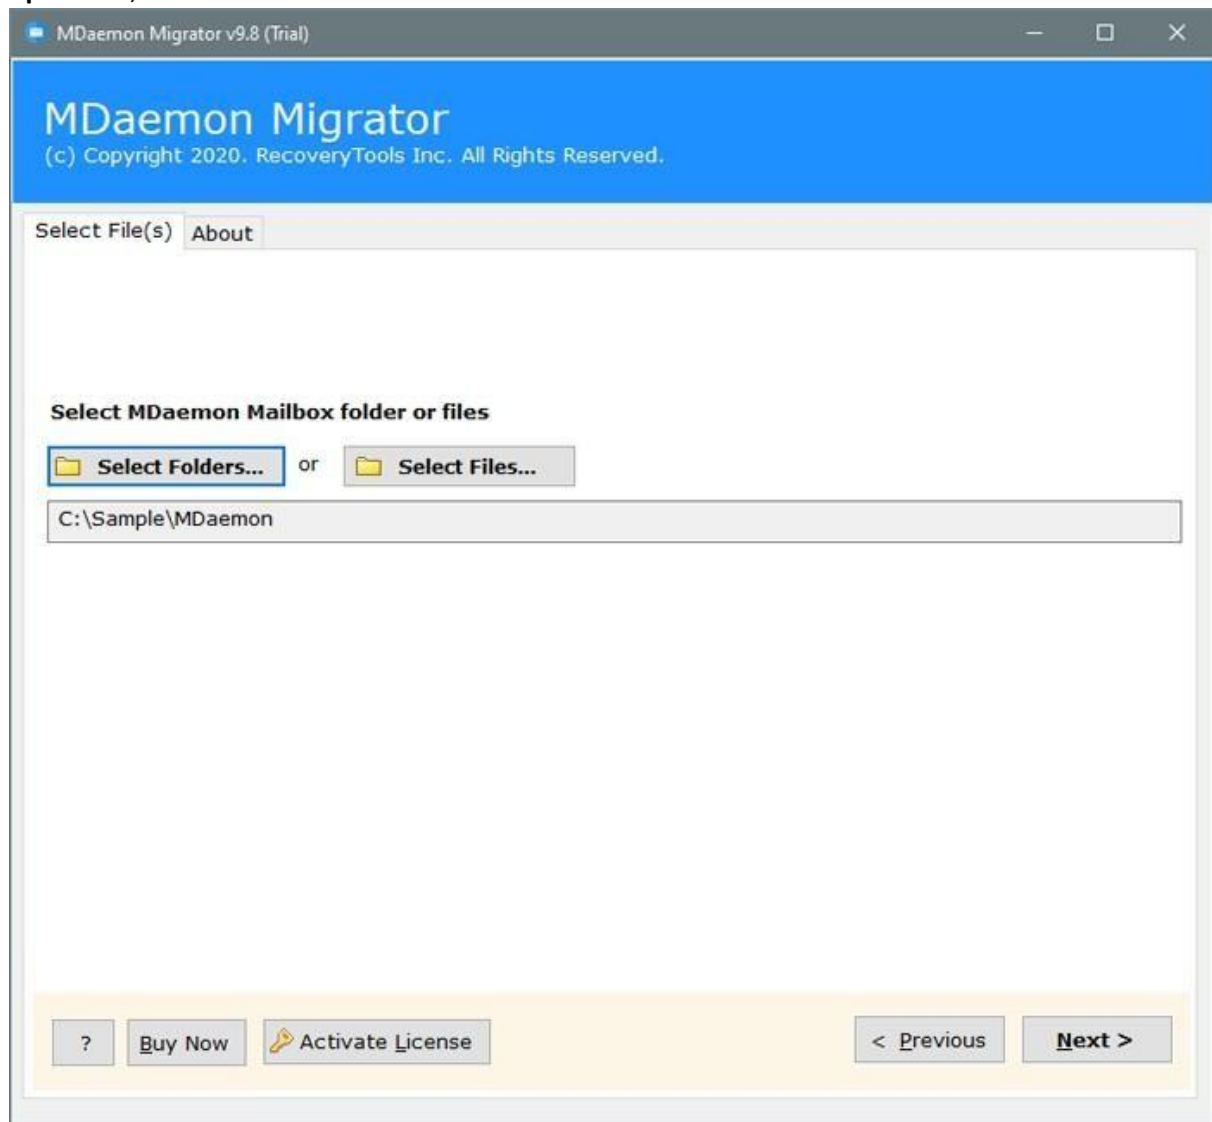 MDaemon Migrator v9.8 (Trial)
MDaemon Migrator
(c) Copyright 2020. RecoveryTools Inc. All Rights Reserved.
Select File(s) About
Select MDaemon Mailbox folder or files
Select Folders... or Select Files...
C:\Sample\MDaemon
? Buy Now Activate License < Previous Next >